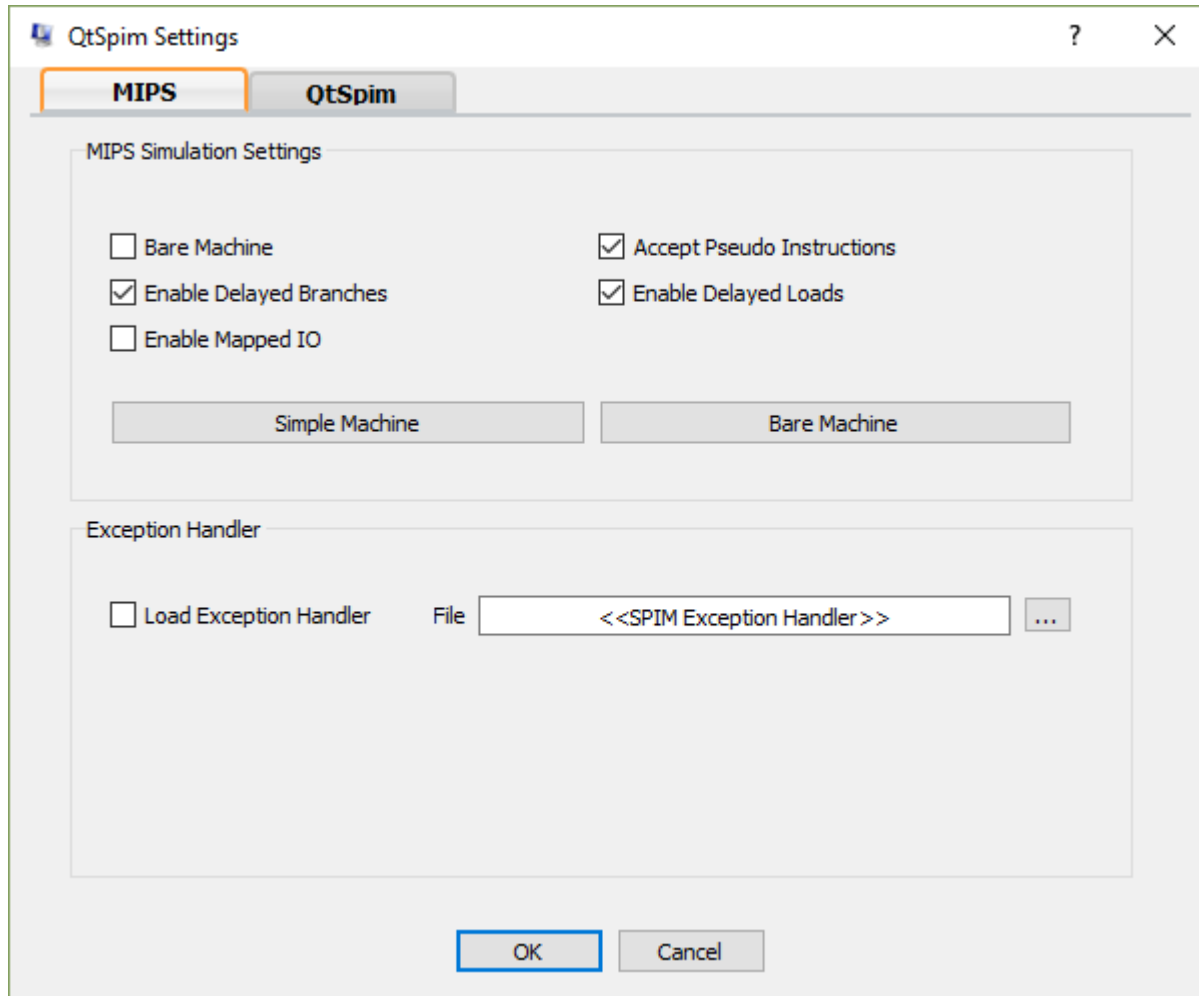 QtSpim Settings ?
MIPS QtSpim
MIPS Simulation Settings
Bare Machine Accept Pseudo Instructions
Enable Delayed Branches Enable Delayed Loads
Enable Mapped IO
Simple Machine Bare Machine
Exception Handler
Load Exception Handler File <<SPIM Exception Handler>> ...
OK Cancel